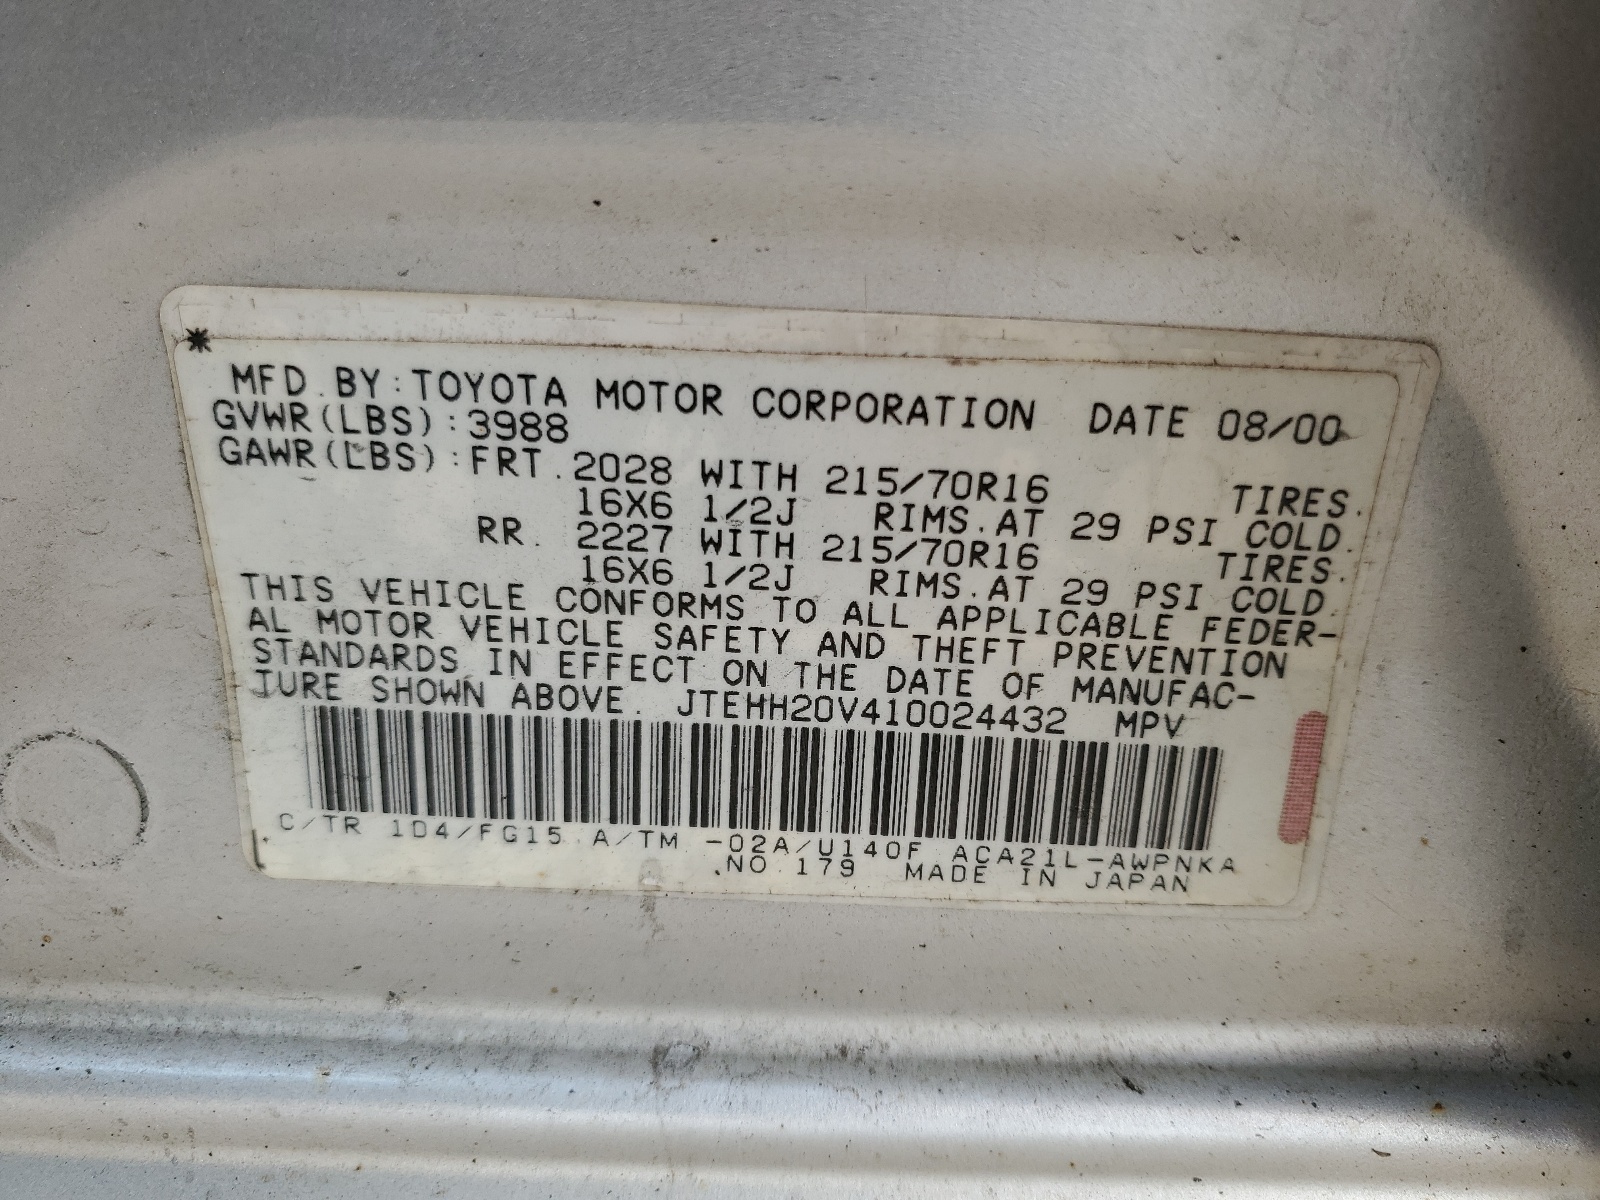 MFD. BY: TOYOTA MOTOR CORPORATION DATE 08/00
GVWR(LBS):3988
GAWR(LBS):FRT. 2028 WITH 215/70R16 TIRES.
16X6 1/2J RIMS. AT 29 PSI COLD.
RR. 2227 WITH 215/70R16 TIRES.
16X6 1/2J RIMS. AT 29 PSI COLD.
THIS VEHICLE CONFORMS TO ALL APPLICABLE FEDER-
AL MOTOR VEHICLE SAFETY AND THEFT PREVENTION
STANDARDS IN EFFECT ON THE DATE OF MANUFAC-
TURE SHOWN ABOVE. JTEHH20V410024432 MPV
C/TR 1D4/FG15 A/TM -02A/U140F ACA21L-AWPNKA
NO.179 MADE IN JAPAN